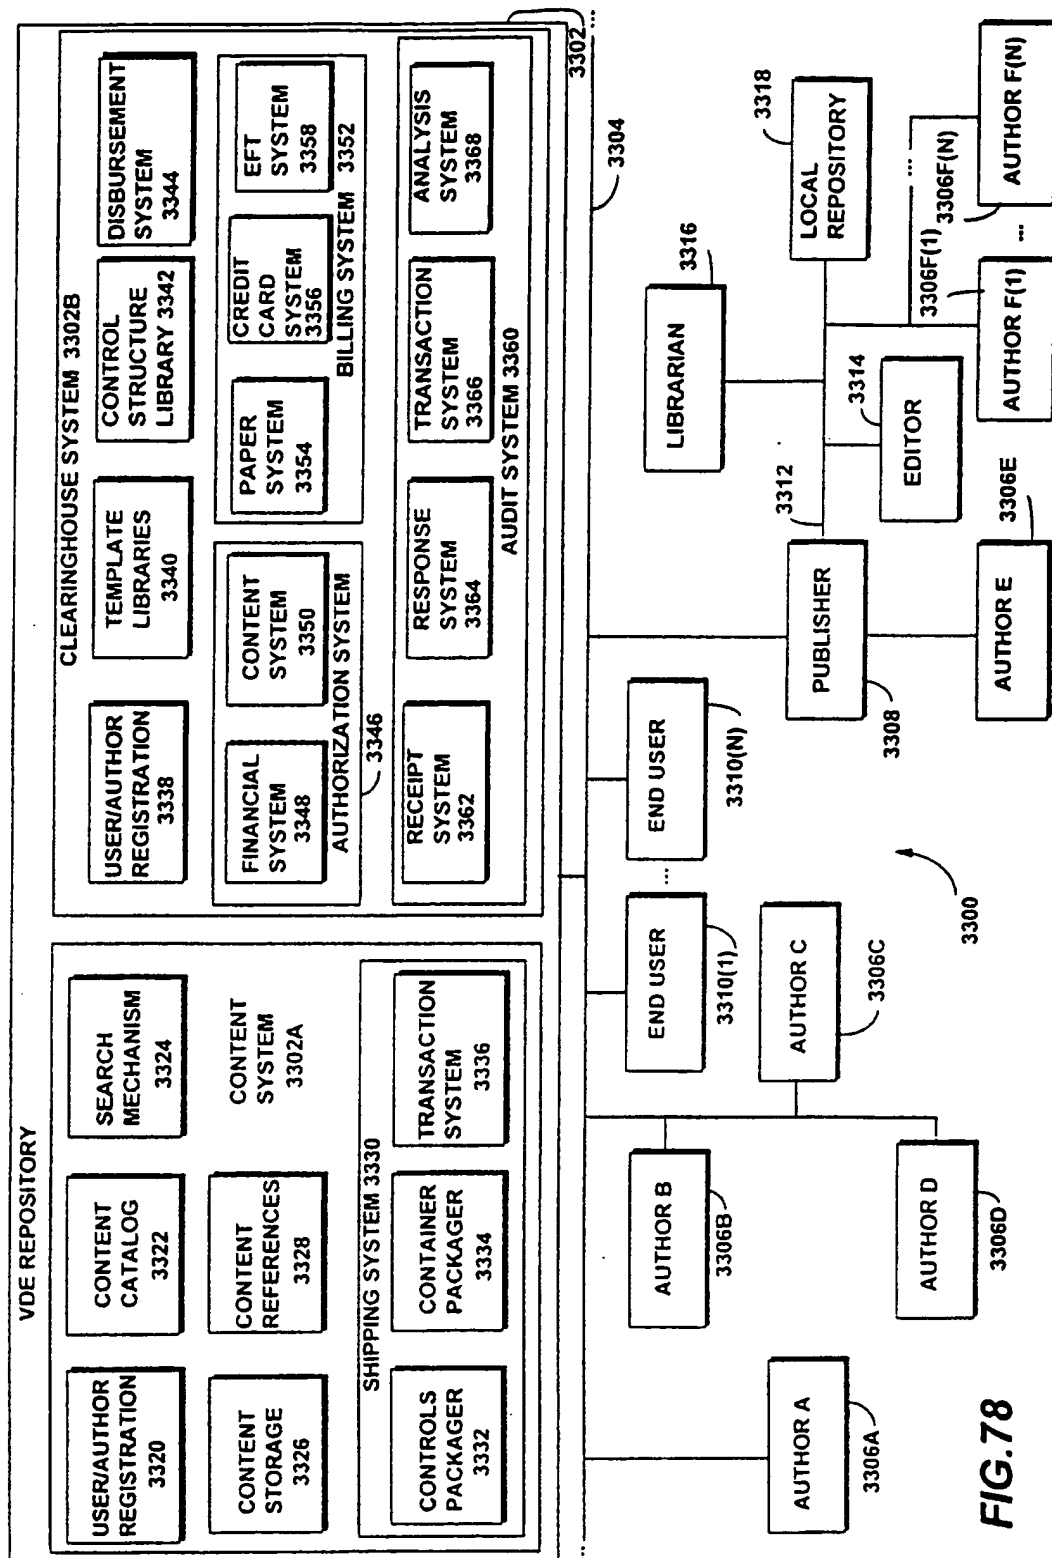 VDE REPOSITORY
USER/AUTHOR
REGISTRATION
3320
CONTENT
CATALOG
3322
SEARCH
MECHANISM
3324
CONTENT
STORAGE
3326
CONTENT
REFERENCES
3328
CONTENT
SYSTEM
3302A
SHIPPING SYSTEM 3330
CONTROLS
PACKAGER
3332
CONTAINER
PACKAGER
3334
TRANSACTION
SYSTEM
3336
CLEARINGHOUSE SYSTEM 3302B
USER/AUTHOR
REGISTRATION
3338
TEMPLATE
LIBRARIES
3340
CONTROL
STRUCTURE
LIBRARY 3342
DISBURSEMENT
SYSTEM
3344
FINANCIAL
SYSTEM
3348
CONTENT
SYSTEM
3350
AUTHORIZATION SYSTEM
3346
PAPER
SYSTEM
3354
CREDIT
CARD
SYSTEM
3356
EFT
SYSTEM
3358
BILLING SYSTEM 3352
RECEIPT
SYSTEM
3362
RESPONSE
SYSTEM
3364
TRANSACTION
SYSTEM
3366
ANALYSIS
SYSTEM
3368
AUDIT SYSTEM 3360
3302
...
...
...
3304
AUTHOR A
3306A
AUTHOR B
3306B
AUTHOR C
3306C
AUTHOR D
3306D
END USER
3310(1)
...
END USER
3310(N)
3300
PUBLISHER
3308
AUTHOR E
3306E
3312
EDITOR
3314
LIBRARIAN
3316
LOCAL
REPOSITORY
3318
3306F(1)
AUTHOR F(1)
...
...
3306F(N)
AUTHOR F(N)
FIG.78